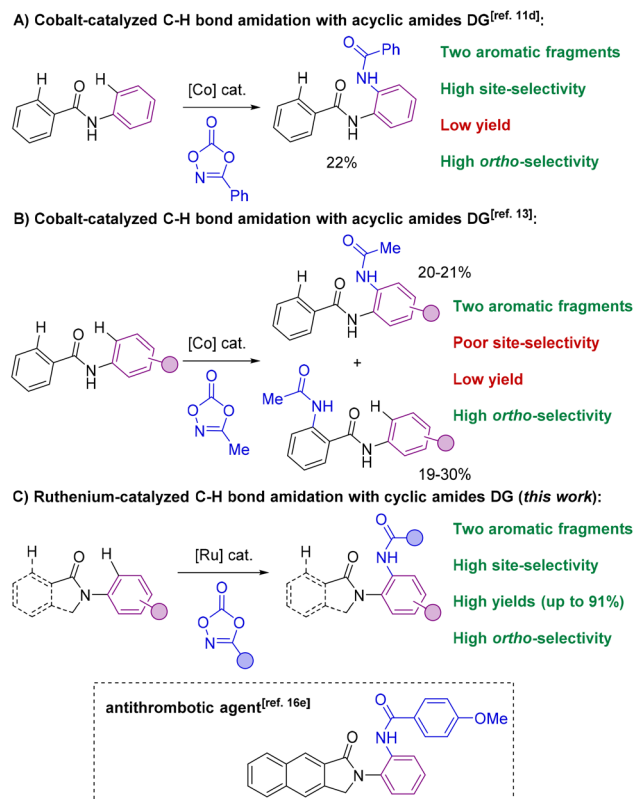 A) Cobalt-catalyzed C-H bond amidation with acyclic amides DG[ref. 11d]:
O
Ph
NH
Two aromatic fragments
H
O
H
N
H
[Co] cat.
O
O
O
N
Ph
H
O
N
H
22%
High site-selectivity
Low yield
High ortho-selectivity
B) Cobalt-catalyzed C-H bond amidation with acyclic amides DG[ref. 13]:
O
Me
NH
20-21%
H
O
N
H
Two aromatic fragments
H
O
H
N
H
[Co] cat.
O
O
O
N
Me
+
Poor site-selectivity
Low yield
O
Me
NH
O
H
N
H
High ortho-selectivity
19-30%
C) Ruthenium-catalyzed C-H bond amidation with cyclic amides DG (this work):
Two aromatic fragments
H
O
H
N
[Ru] cat.
O
O
O
N
H
O
O
NH
N
High site-selectivity
High yields (up to 91%)
High ortho-selectivity
antithrombotic agent[ref. 16e]
O
NH
OMe
O
N